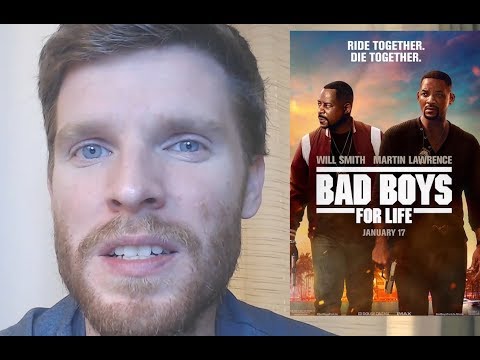 RIDE TOGETHER.
DIE TOGETHER.
WILL SMITH MARTIN LAWRENCE
BAD BOYS
FOR LIFE
JANUARY 17